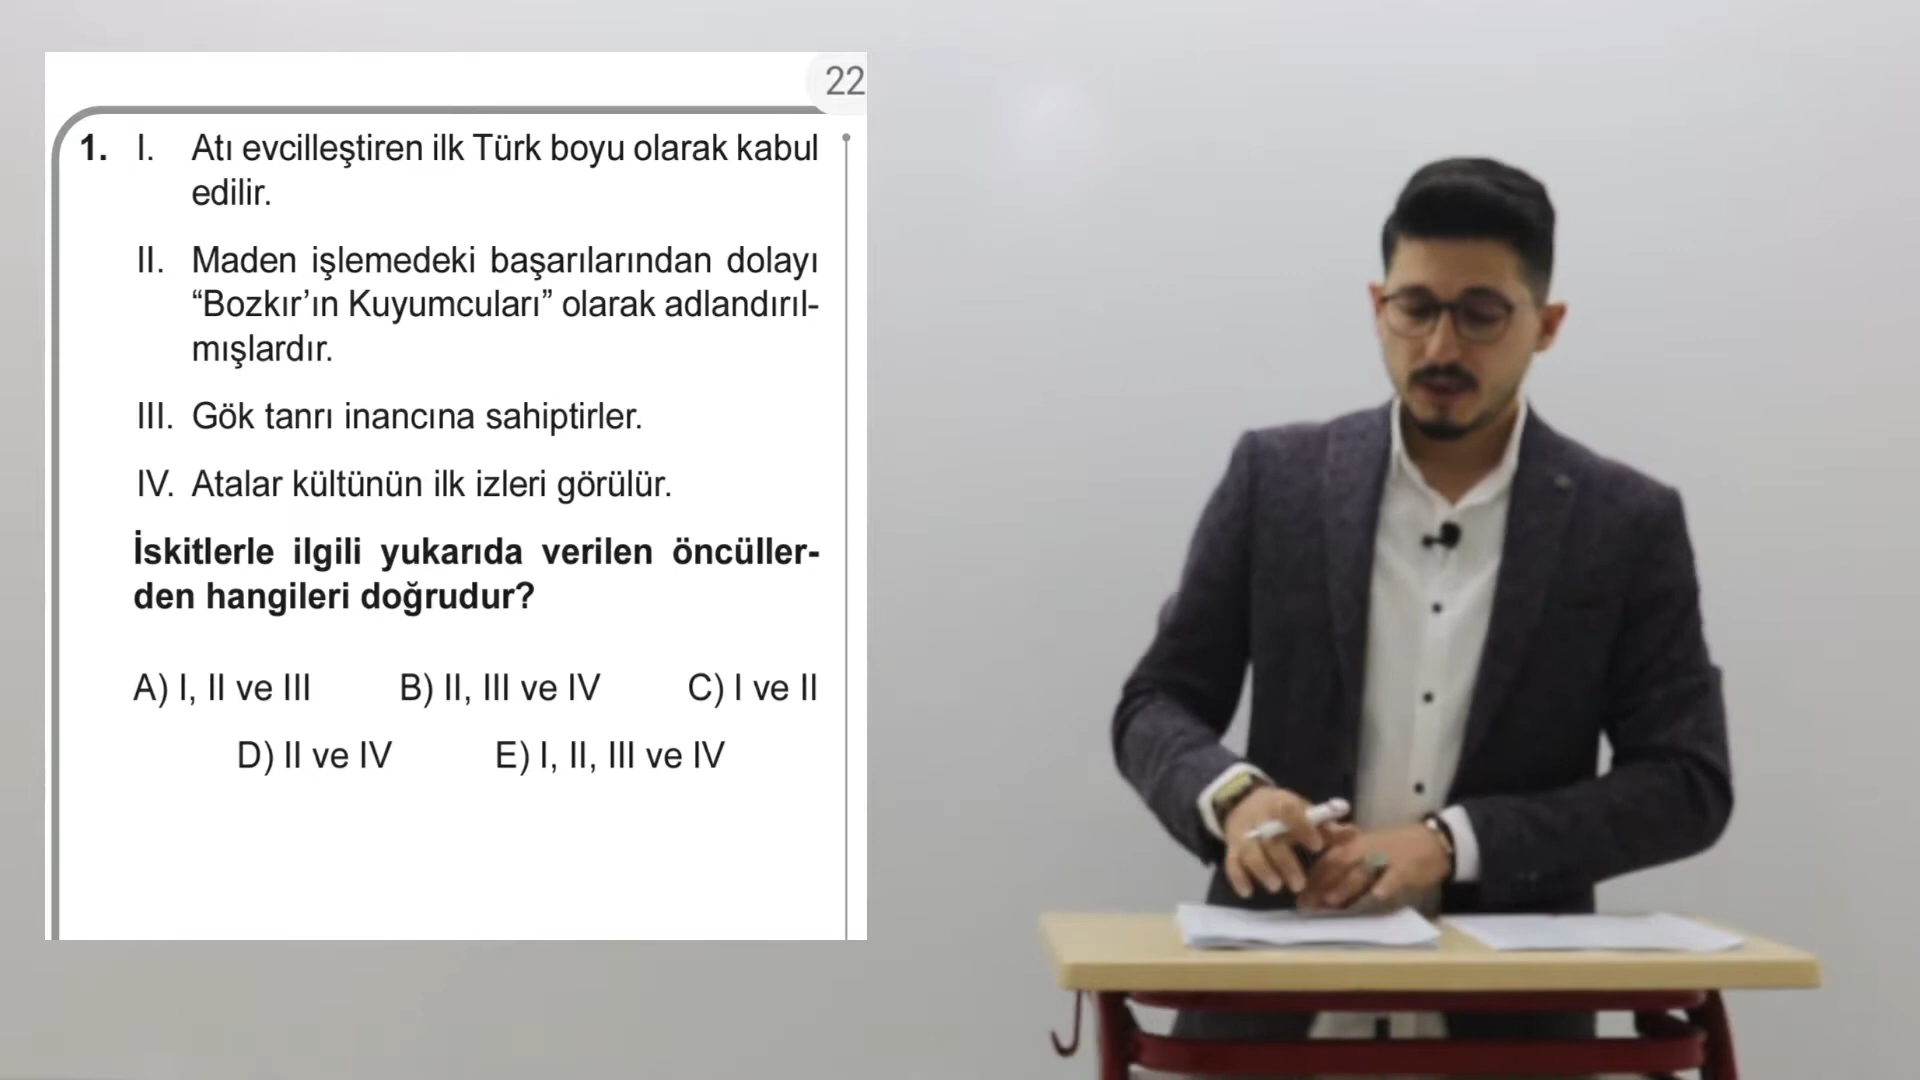 22
1. I. Atı evcilleştiren ilk Türk boyu olarak kabul
edilir.
II. Maden işlemedeki başarılarından dolayı
“Bozkır’ın Kuyumcuları” olarak adlandırıl-
mışlardır.
III. Gök tanrı inancına sahiptirler.
IV. Atalar kültünün ilk izleri görülür.
İskitlerle ilgili yukarıda verilen öncüller-
den hangileri doğrudur?
A) I, II ve III B) II, III ve IV C) I ve II
D) II ve IV E) I, II, III ve IV